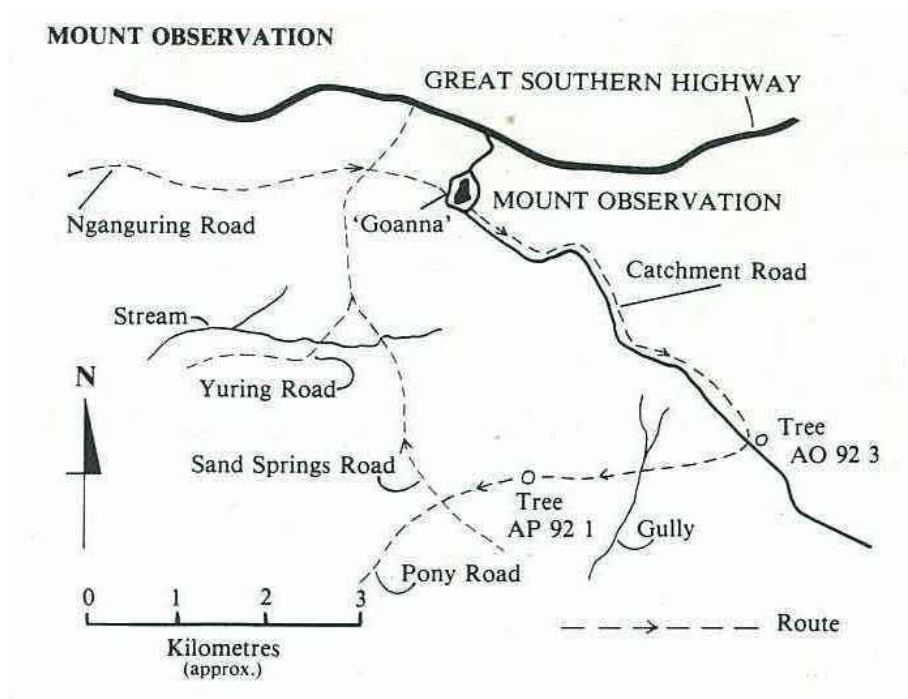 MOUNT OBSERVATION
GREAT SOUTHERN HIGHWAY
Nganguring Road
'Goanna'
MOUNT OBSERVATION
Catchment Road
Stream
N
Yuring Road
Sand Springs Road
Tree
AO 92 3
Tree
AP 92 1
Gully
Pony Road
0 1 2 3
Kilometres
(approx.)
Route